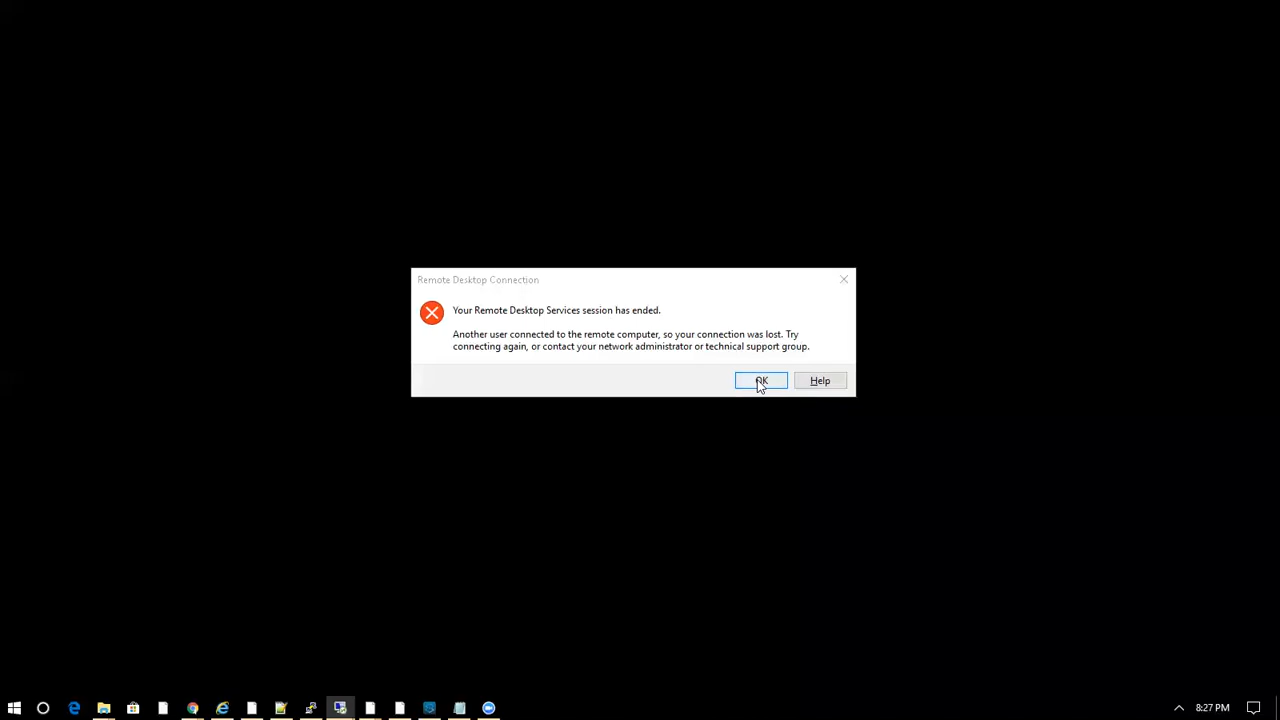 Remote Desktop Connection
Your Remote Desktop Services session has ended.
Another user connected to the remote computer, so your connection was lost. Try
connecting again, or contact your network administrator or technical support group.
OK Help
8:27 PM